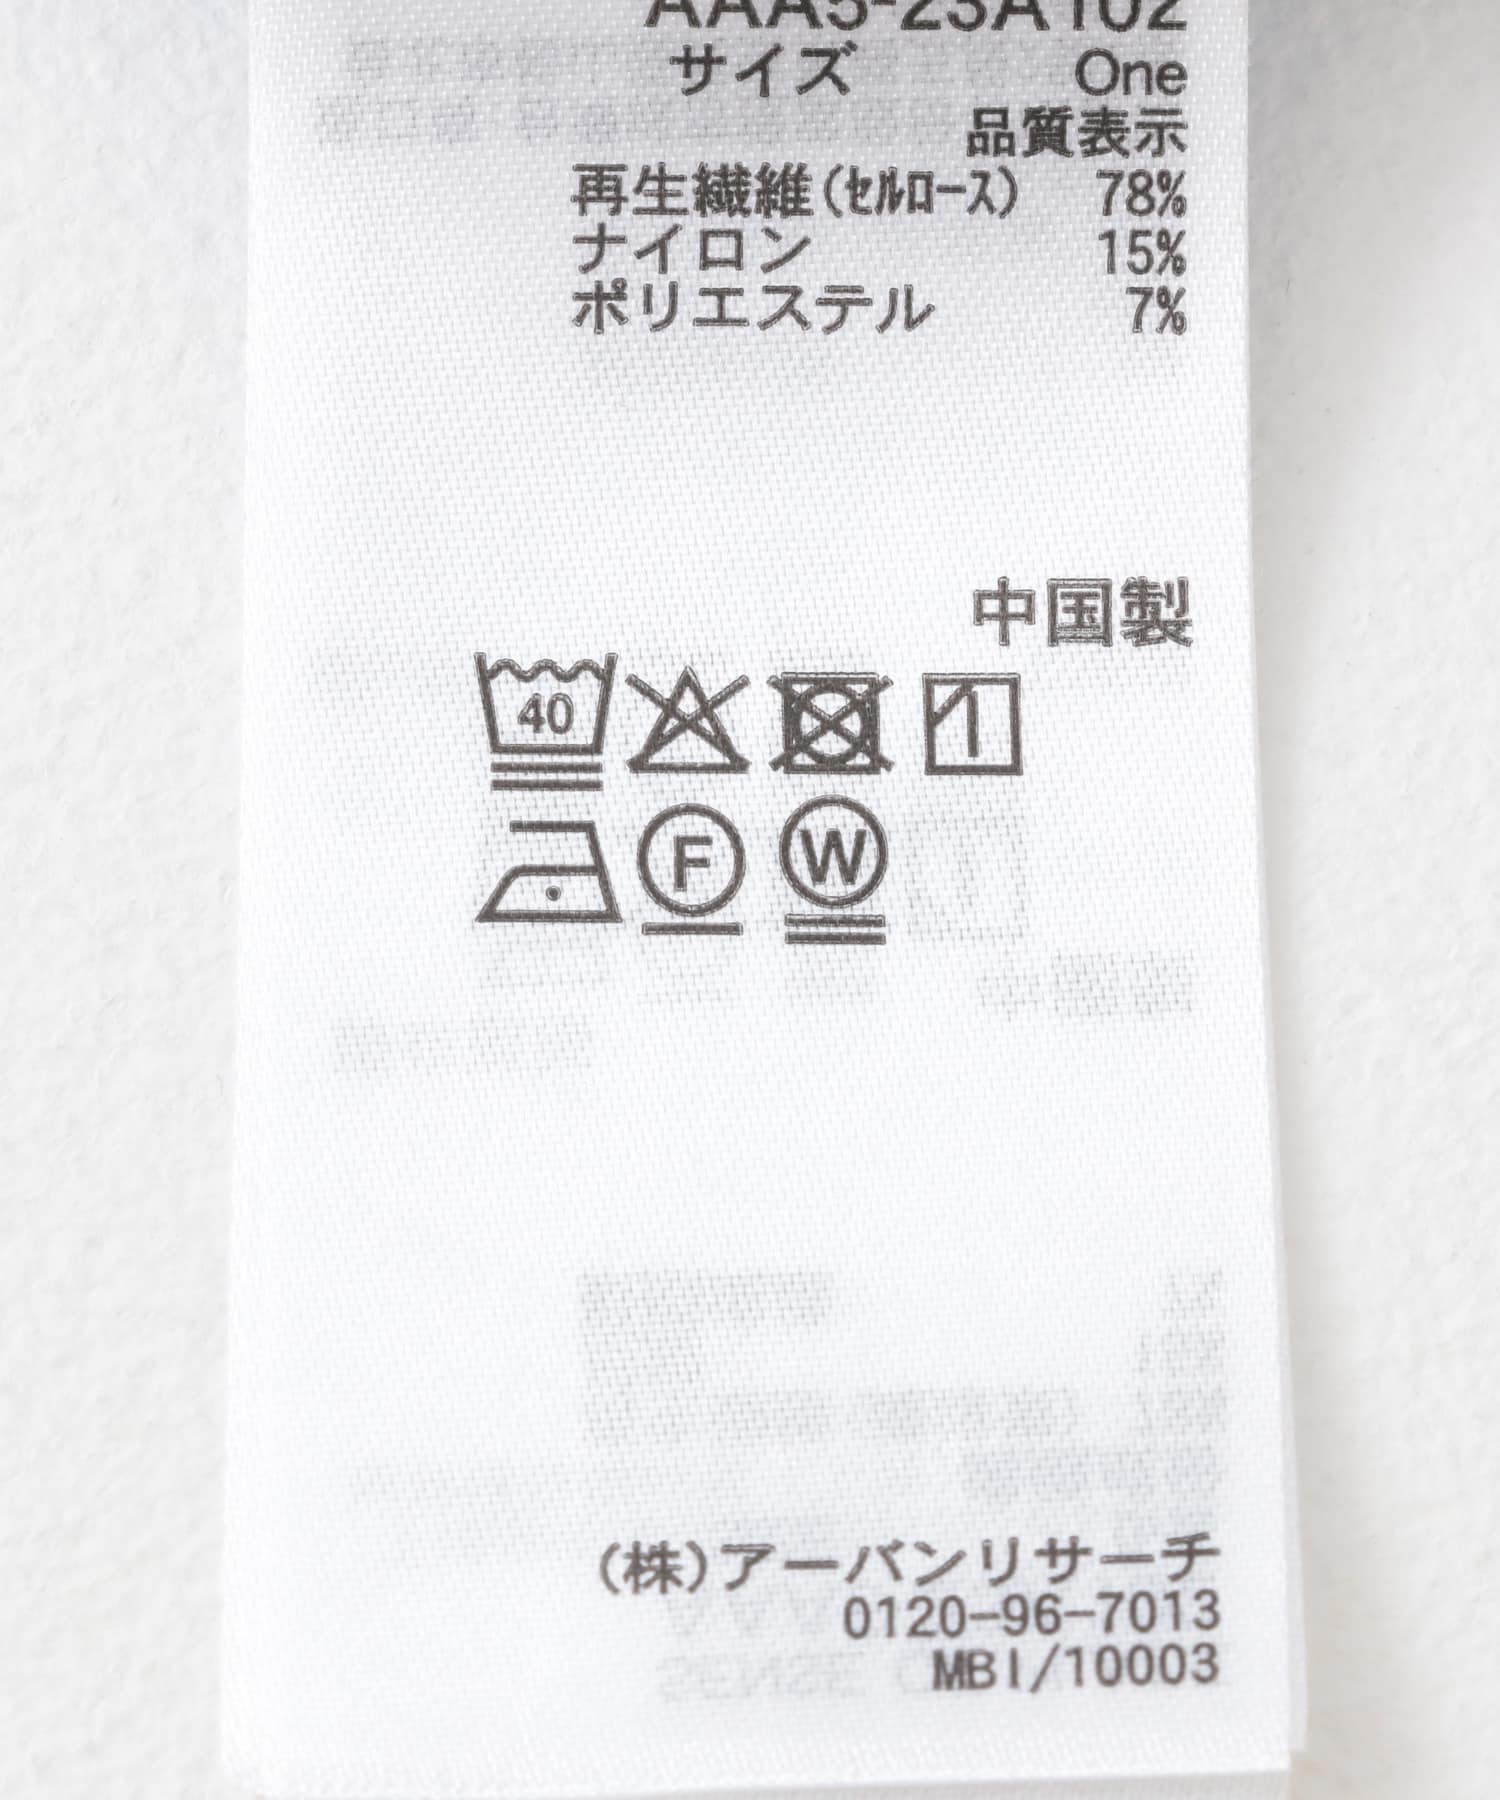 AAA5-23A102
サイズ One
品質表示
再生繊維(セルロース) 78%
ナイロン 15%
ポリエステル 7%
中国製
40
F W
(株)アーバンリサーチ
0120-96-7013
MBI/10003